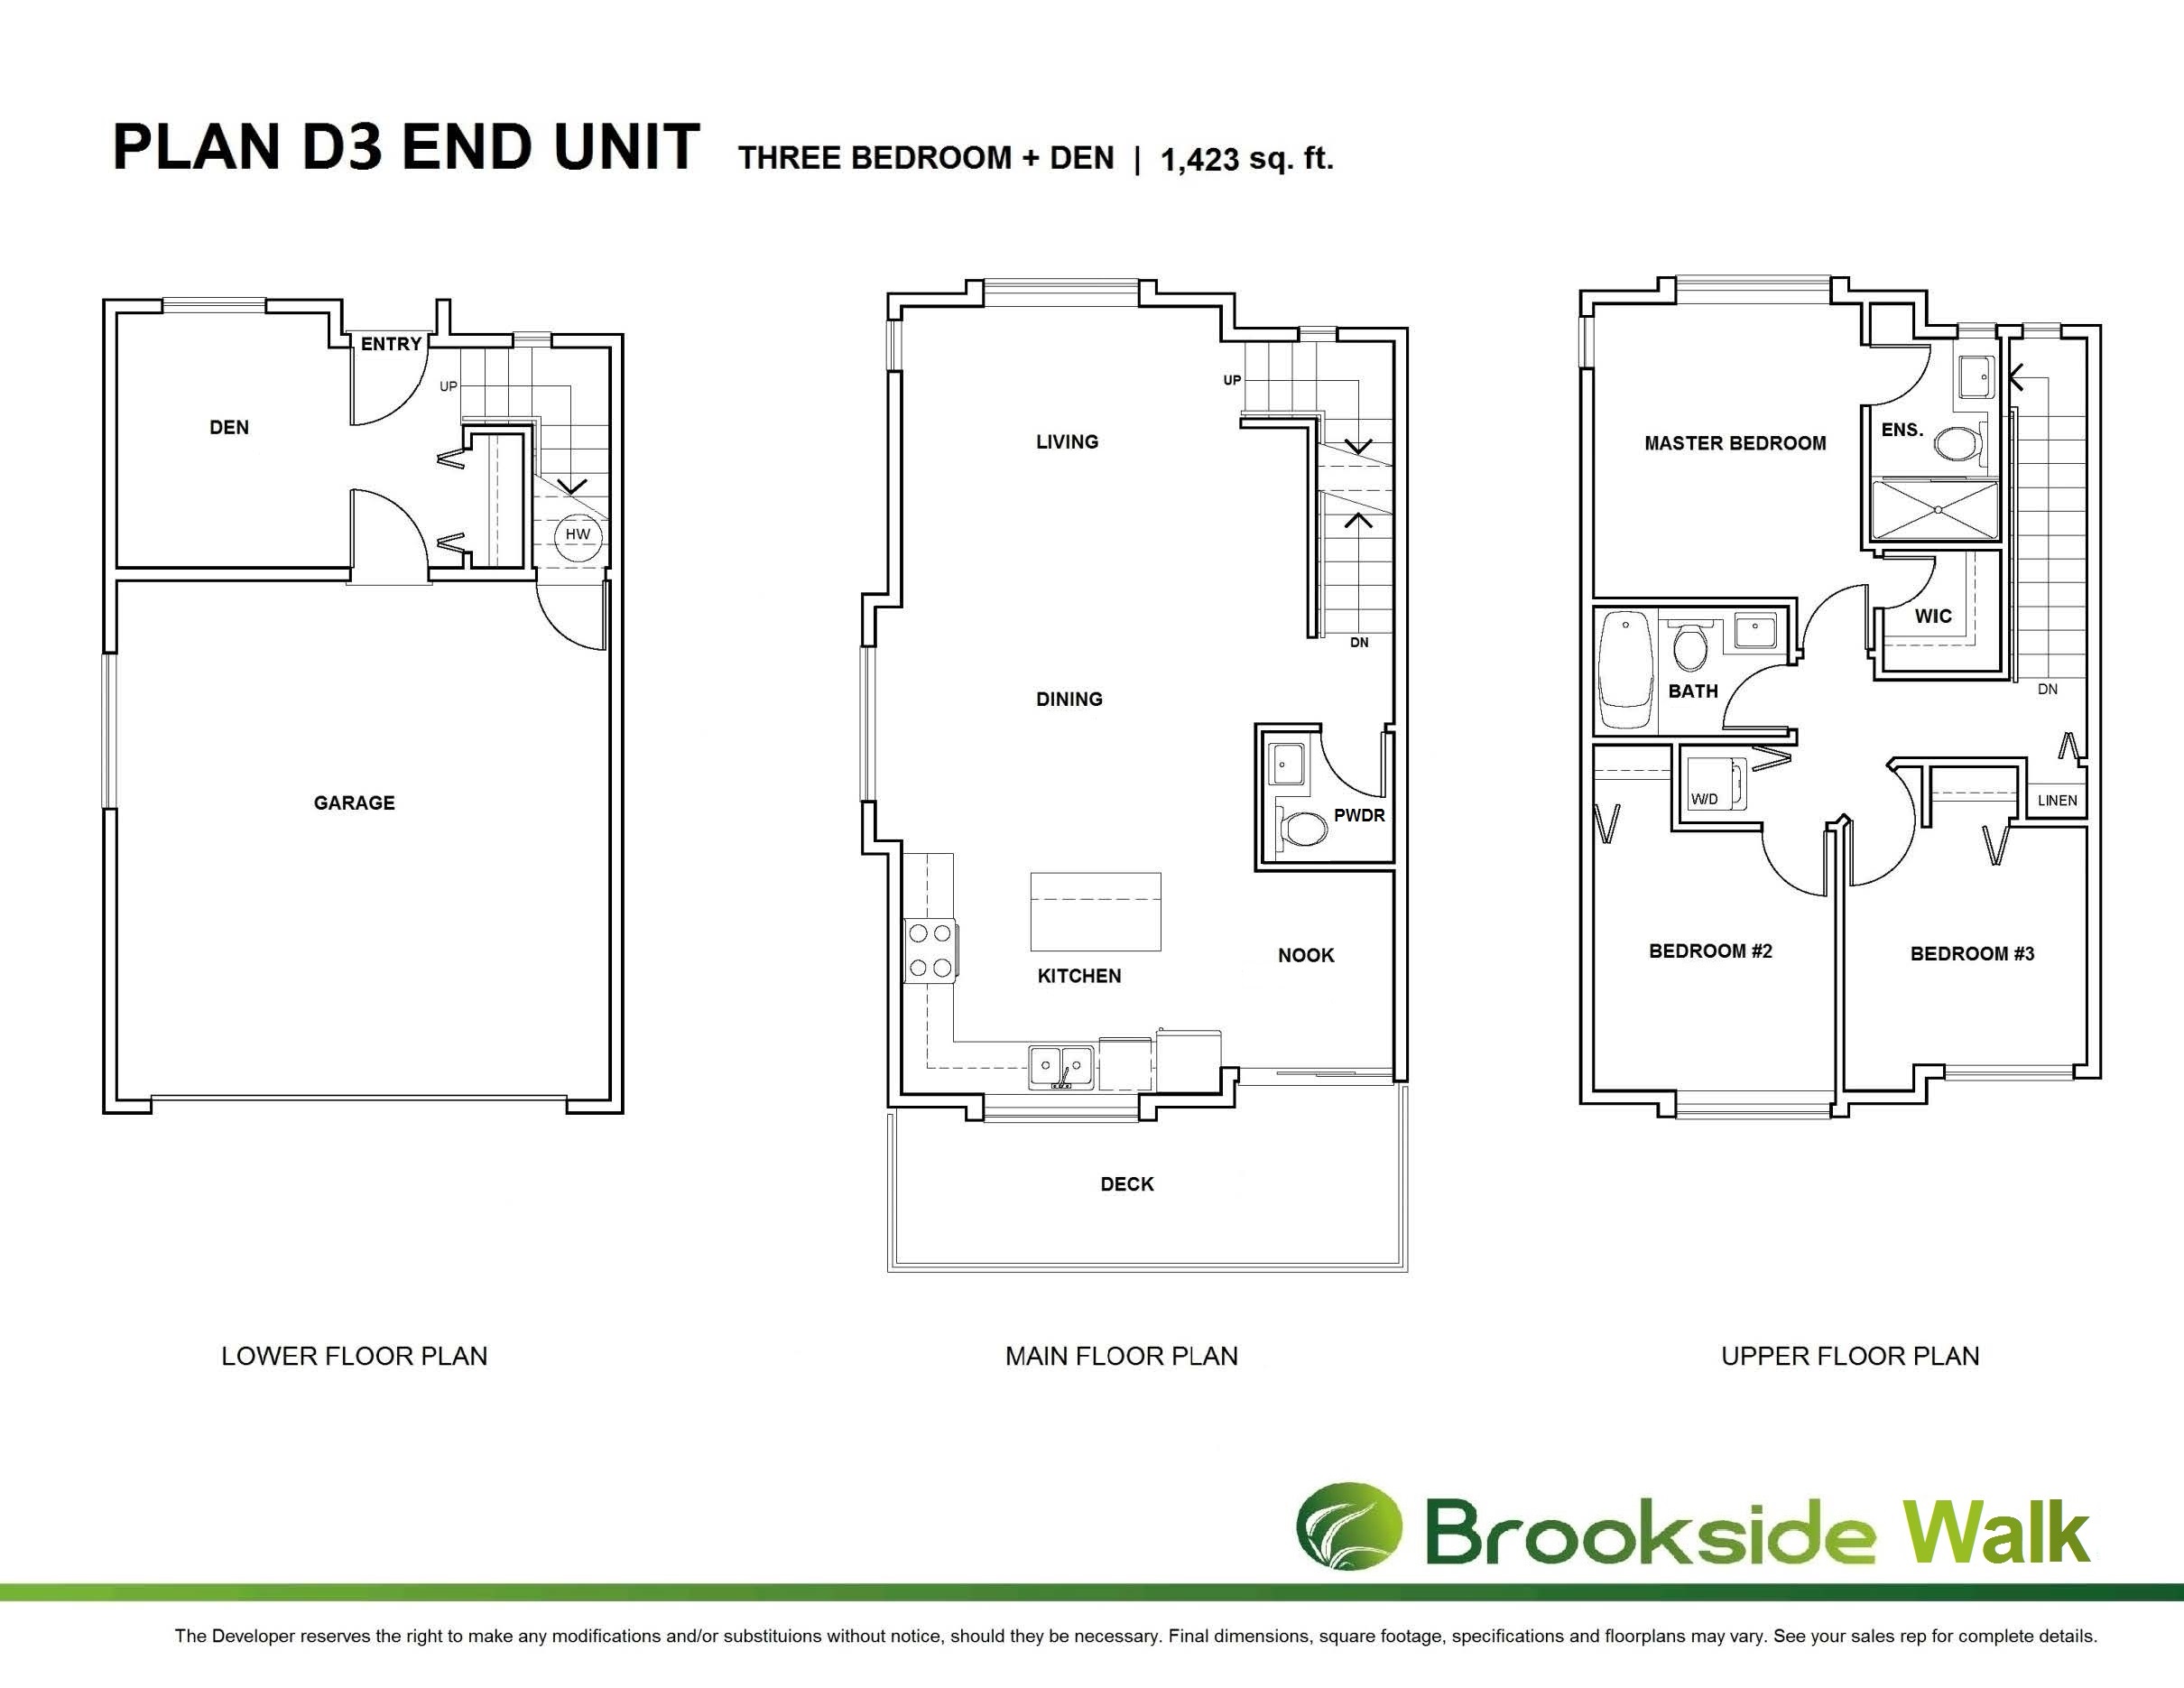 PLAN D3 END UNIT THREE BEDROOM + DEN | 1,423 sq. ft.
ENTRY
UP
DEN
HW
GARAGE
LOWER FLOOR PLAN
UP
LIVING
DN
DINING
PWDR
NOOK
KITCHEN
DECK
MAIN FLOOR PLAN
ENS.
MASTER BEDROOM
WIC
BATH
DN
W/D
LINEN
BEDROOM #2
BEDROOM #3
UPPER FLOOR PLAN
Brookside Walk
The Developer reserves the right to make any modifications and/or substituions without notice, should they be necessary. Final dimensions, square footage, specifications and floorplans may vary. See your sales rep for complete details.